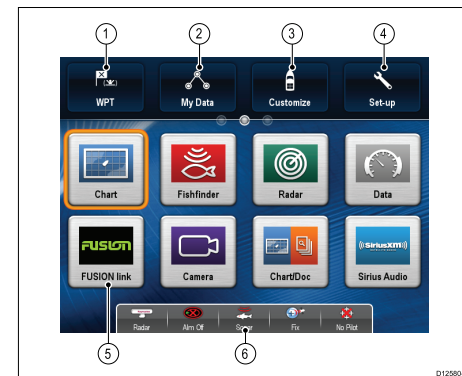 1 2 3 4
WPT My Data Customize Set-up
Chart Fishfinder Radar Data
FUSION
((SiriusXM))
FUSION link Camera Chart/Doc Sirius Audio
Radar Alm Off Sonar Fix No Pilot
5 6